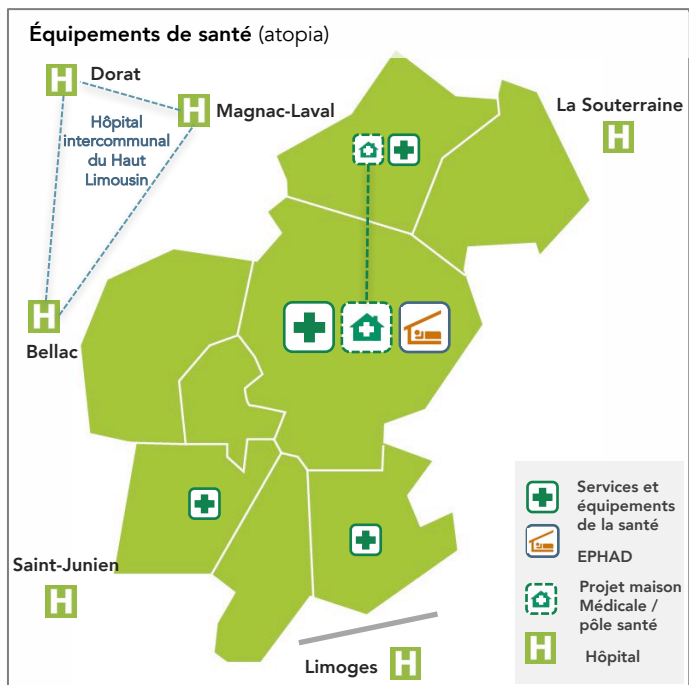 Équipements de santé (atopia)
H Dorat
H Magnac-Laval
Hôpital
intercommunal
du Haut
Limousin
La Souterraine
H
H
Bellac
Saint-Junien
H
Limoges H
Services et
équipements
de la santé
EPHAD
Projet maison
Médicale /
pôle santé
H Hôpital